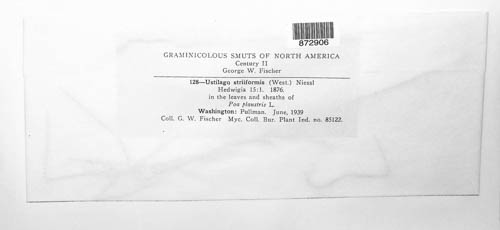 872906
GRAMINICOLOUS SMUTS OF NORTH AMERICA
Century II
George W. Fischer
128—Ustilago striiformis (West.) Niessl
Hedwigia 15:1. 1876.
in the leaves and sheaths of
Poa plaustris L.
Washington: Pullman. June, 1939
Coll. G. W. Fischer Myc. Coll. Bur. Plant Ind. no. 85122.